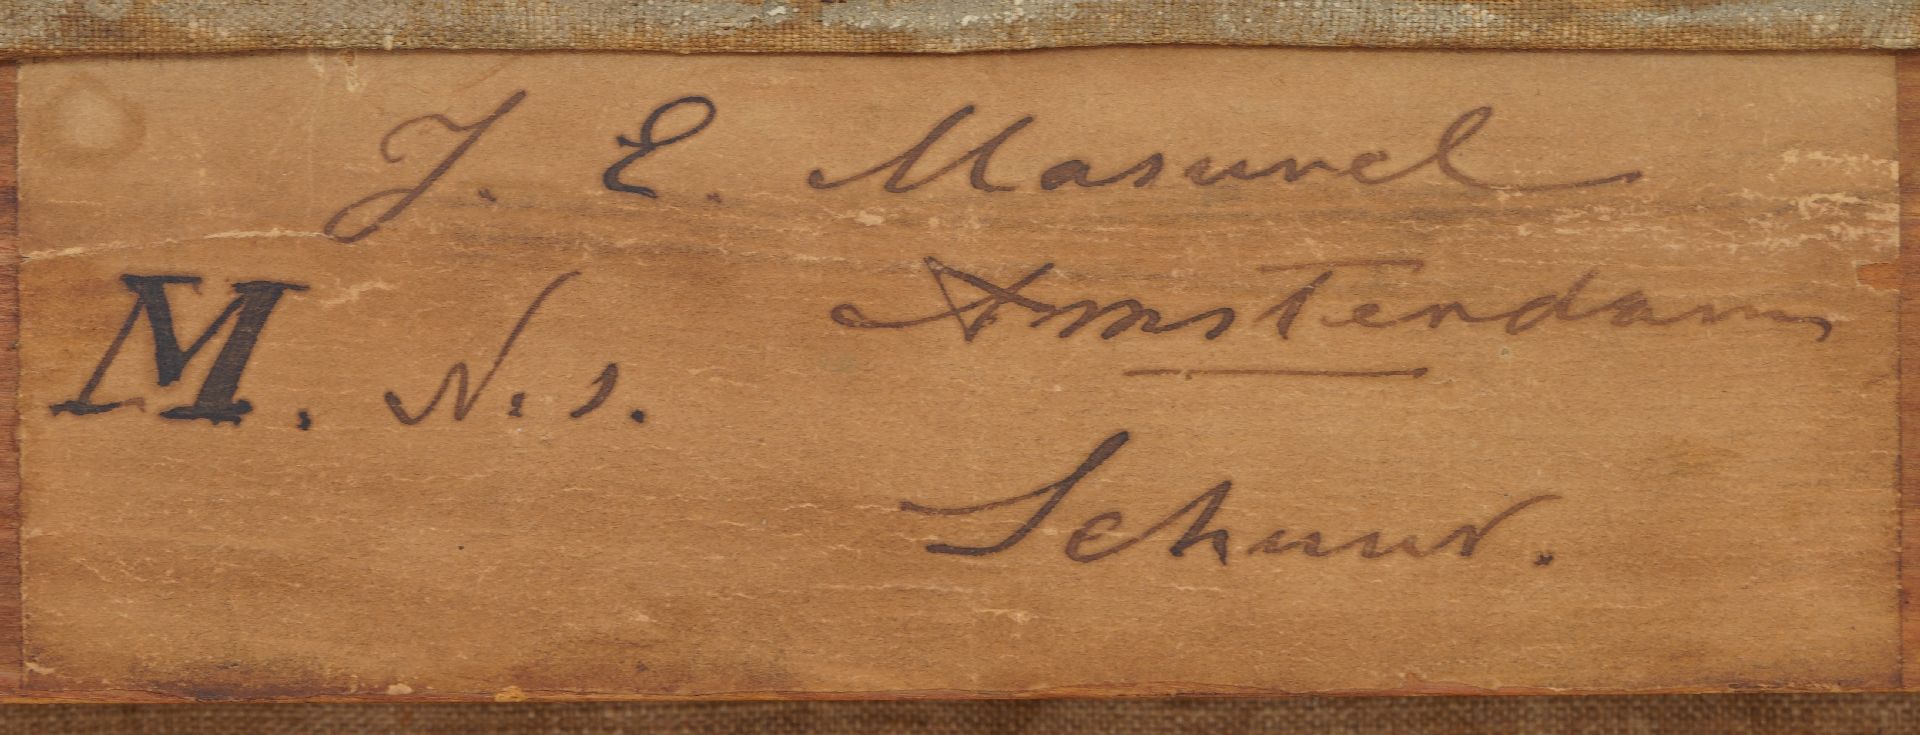 J. E. Masurel
Amsterdam
M. N. 1.
Schuur.